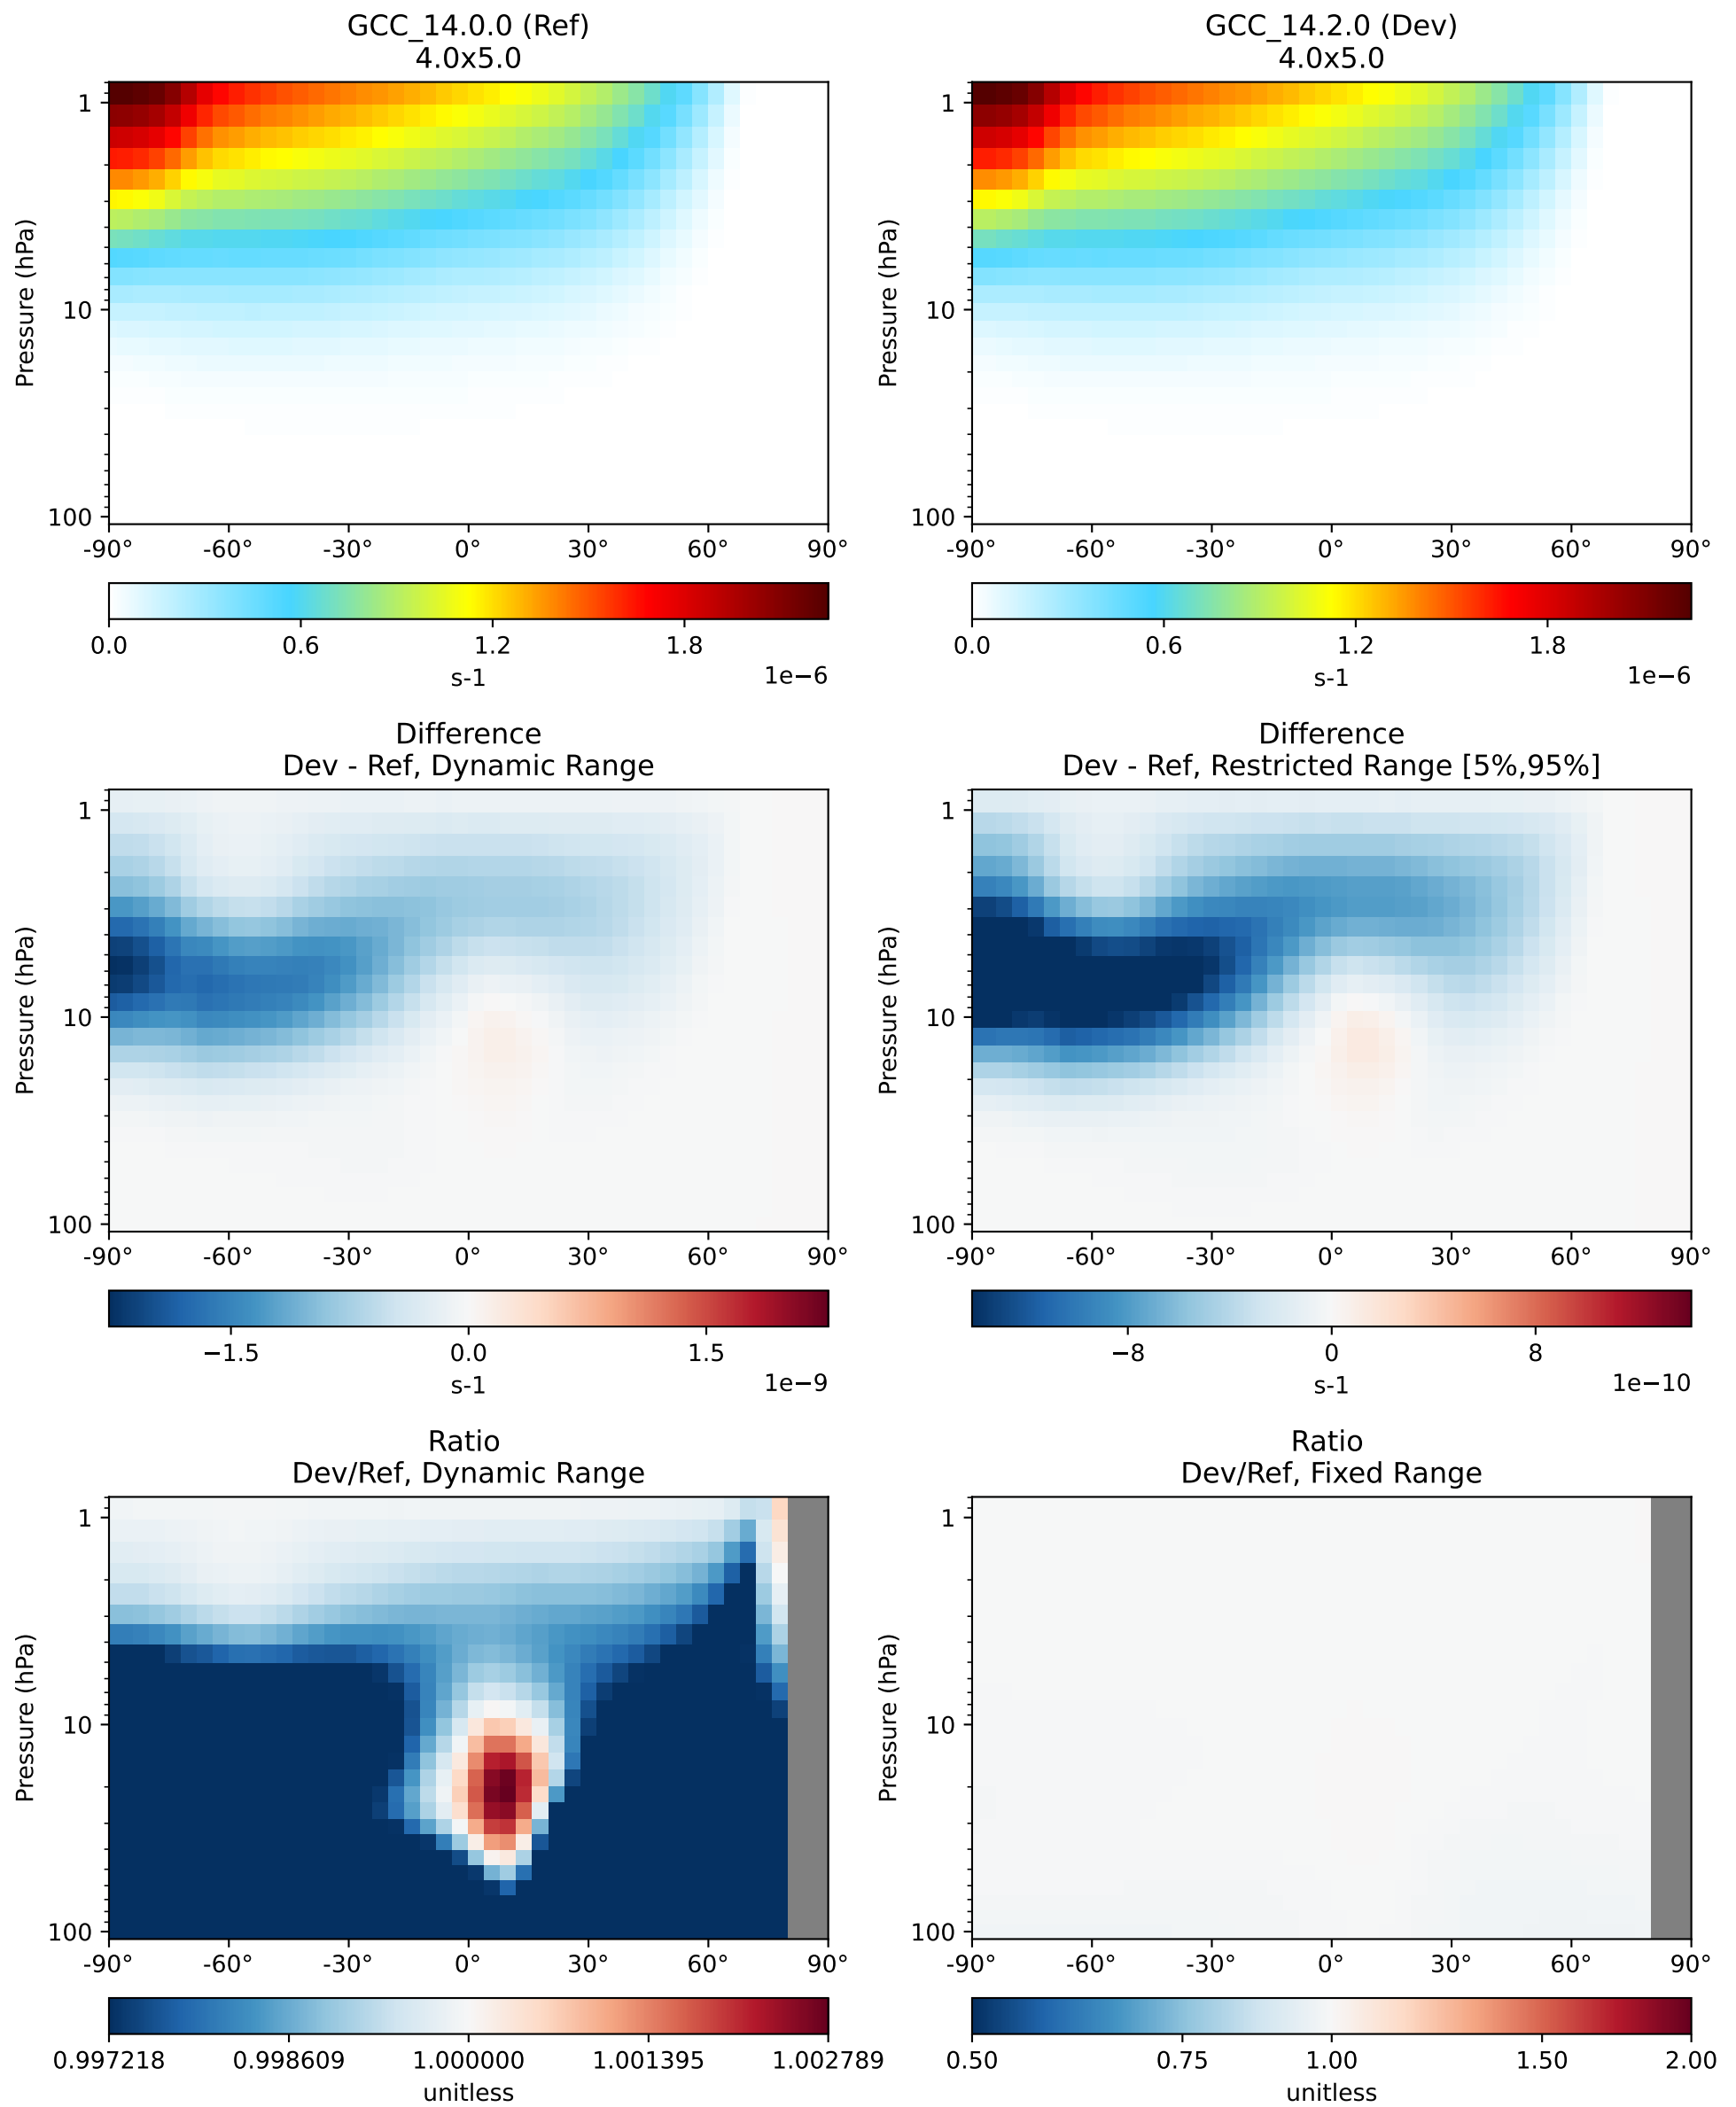 GCC_14.0.0 (Ref)
4.0x5.0
Pressure (hPa)
1
10
100
-90° -60° -30° 0° 30° 60° 90°
0.0 0.6 1.2 1.8
s-1 1e−6
GCC_14.2.0 (Dev)
4.0x5.0
Pressure (hPa)
1
10
100
-90° -60° -30° 0° 30° 60° 90°
0.0 0.6 1.2 1.8
s-1 1e−6
Difference
Dev - Ref, Dynamic Range
Pressure (hPa)
1
10
100
-90° -60° -30° 0° 30° 60° 90°
−1.5 0.0 1.5
s-1 1e−9
Difference
Dev - Ref, Restricted Range [5%,95%]
Pressure (hPa)
1
10
100
-90° -60° -30° 0° 30° 60° 90°
−8 0 8
s-1 1e−10
Ratio
Dev/Ref, Dynamic Range
Pressure (hPa)
1
10
100
-90° -60° -30° 0° 30° 60° 90°
0.997218 0.998609 1.000000 1.001395 1.002789
unitless
Ratio
Dev/Ref, Fixed Range
Pressure (hPa)
1
10
100
-90° -60° -30° 0° 30° 60° 90°
0.50 0.75 1.00 1.50 2.00
unitless